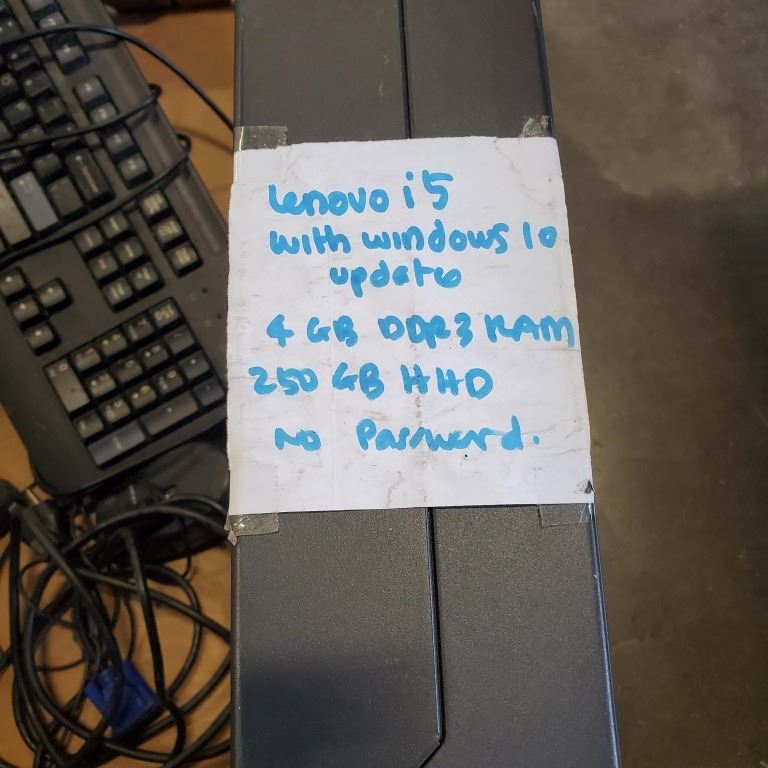 Lenovo i5
with windows 10
update
4 GB DDR3 RAM
250 GB HHD
No Password.